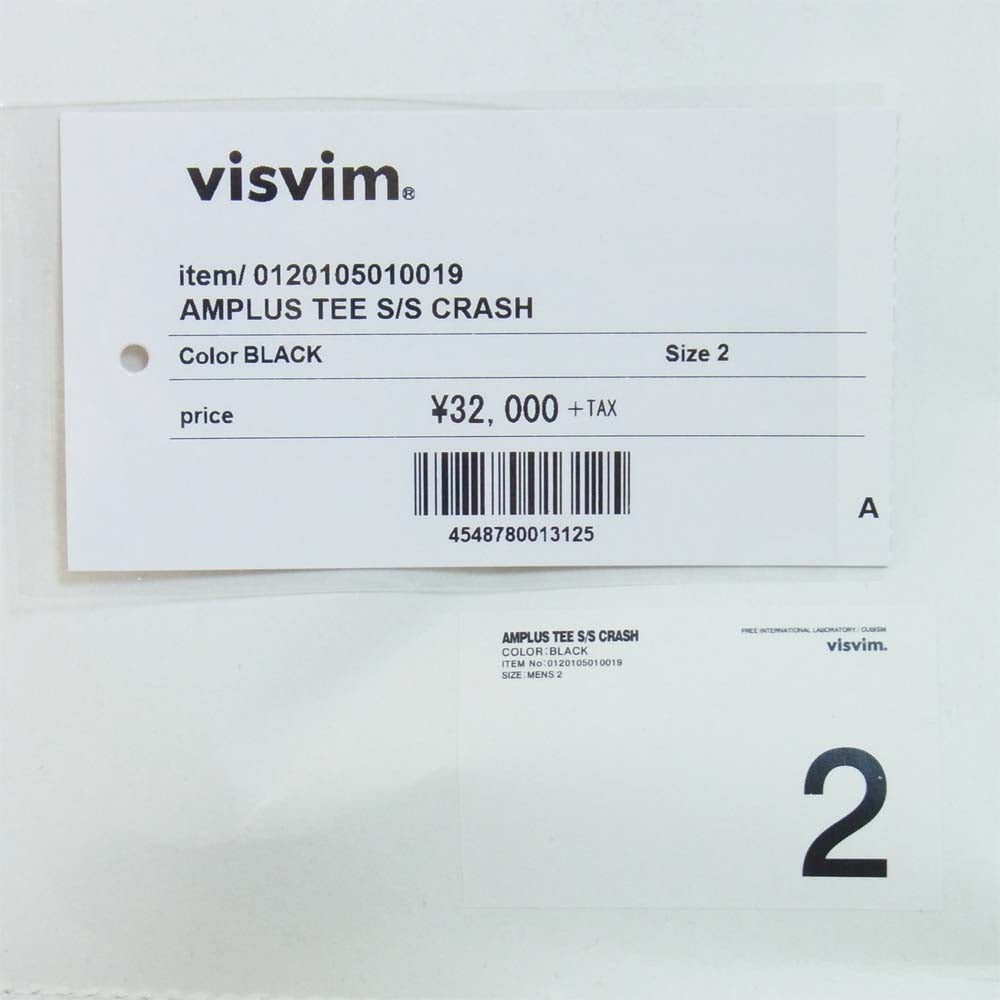 visvim®
item/ 0120105010019
AMPLUS TEE S/S CRASH
Color BLACK Size 2
price ¥32,000 +TAX
4548780013125
A
AMPLUS TEE S/S CRASH
COLOR:BLACK
ITEM No:0120105010019
SIZE:MENS 2
FREE INTERNATIONAL LABORATORY / CUBISM
visvim.
2